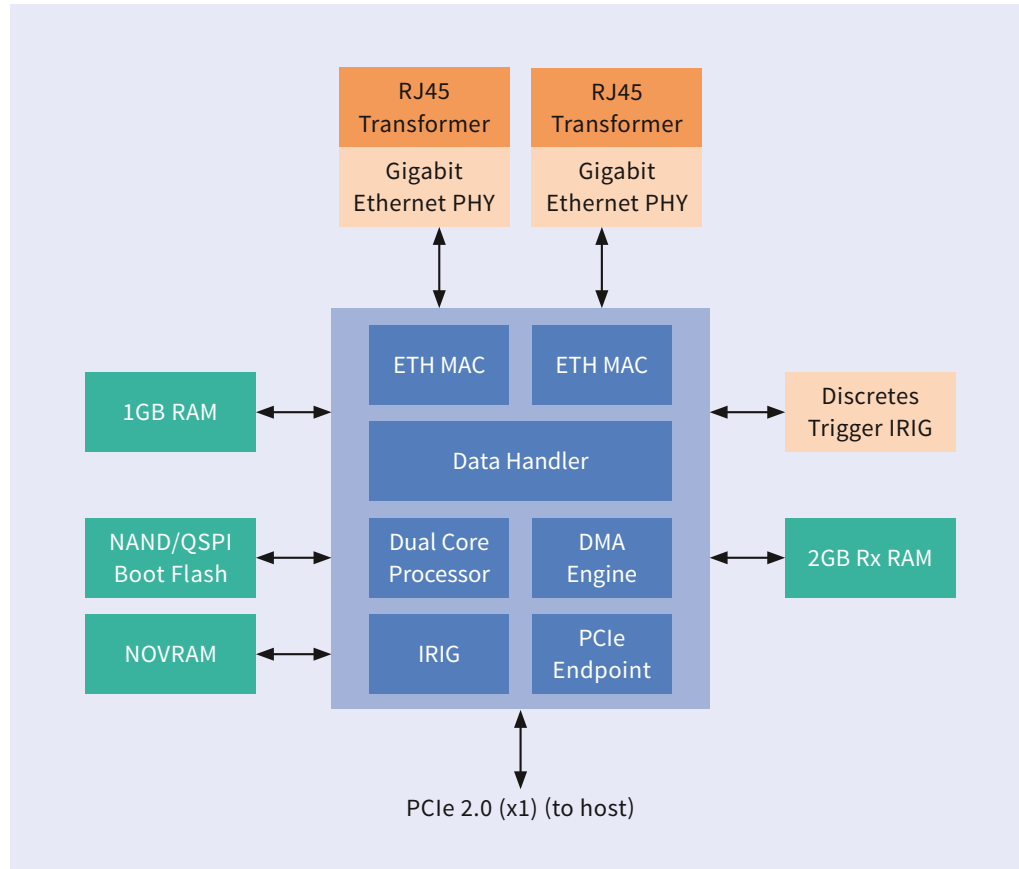 RJ45
Transformer
RJ45
Transformer
Gigabit
Ethernet PHY
Gigabit
Ethernet PHY
ETH MAC
ETH MAC
1GB RAM
Discretes
Trigger IRIG
Data Handler
NAND/QSPI
Boot Flash
Dual Core
Processor
DMA
Engine
2GB Rx RAM
NOVRAM
IRIG
PCIe
Endpoint
PCIe 2.0 (x1) (to host)